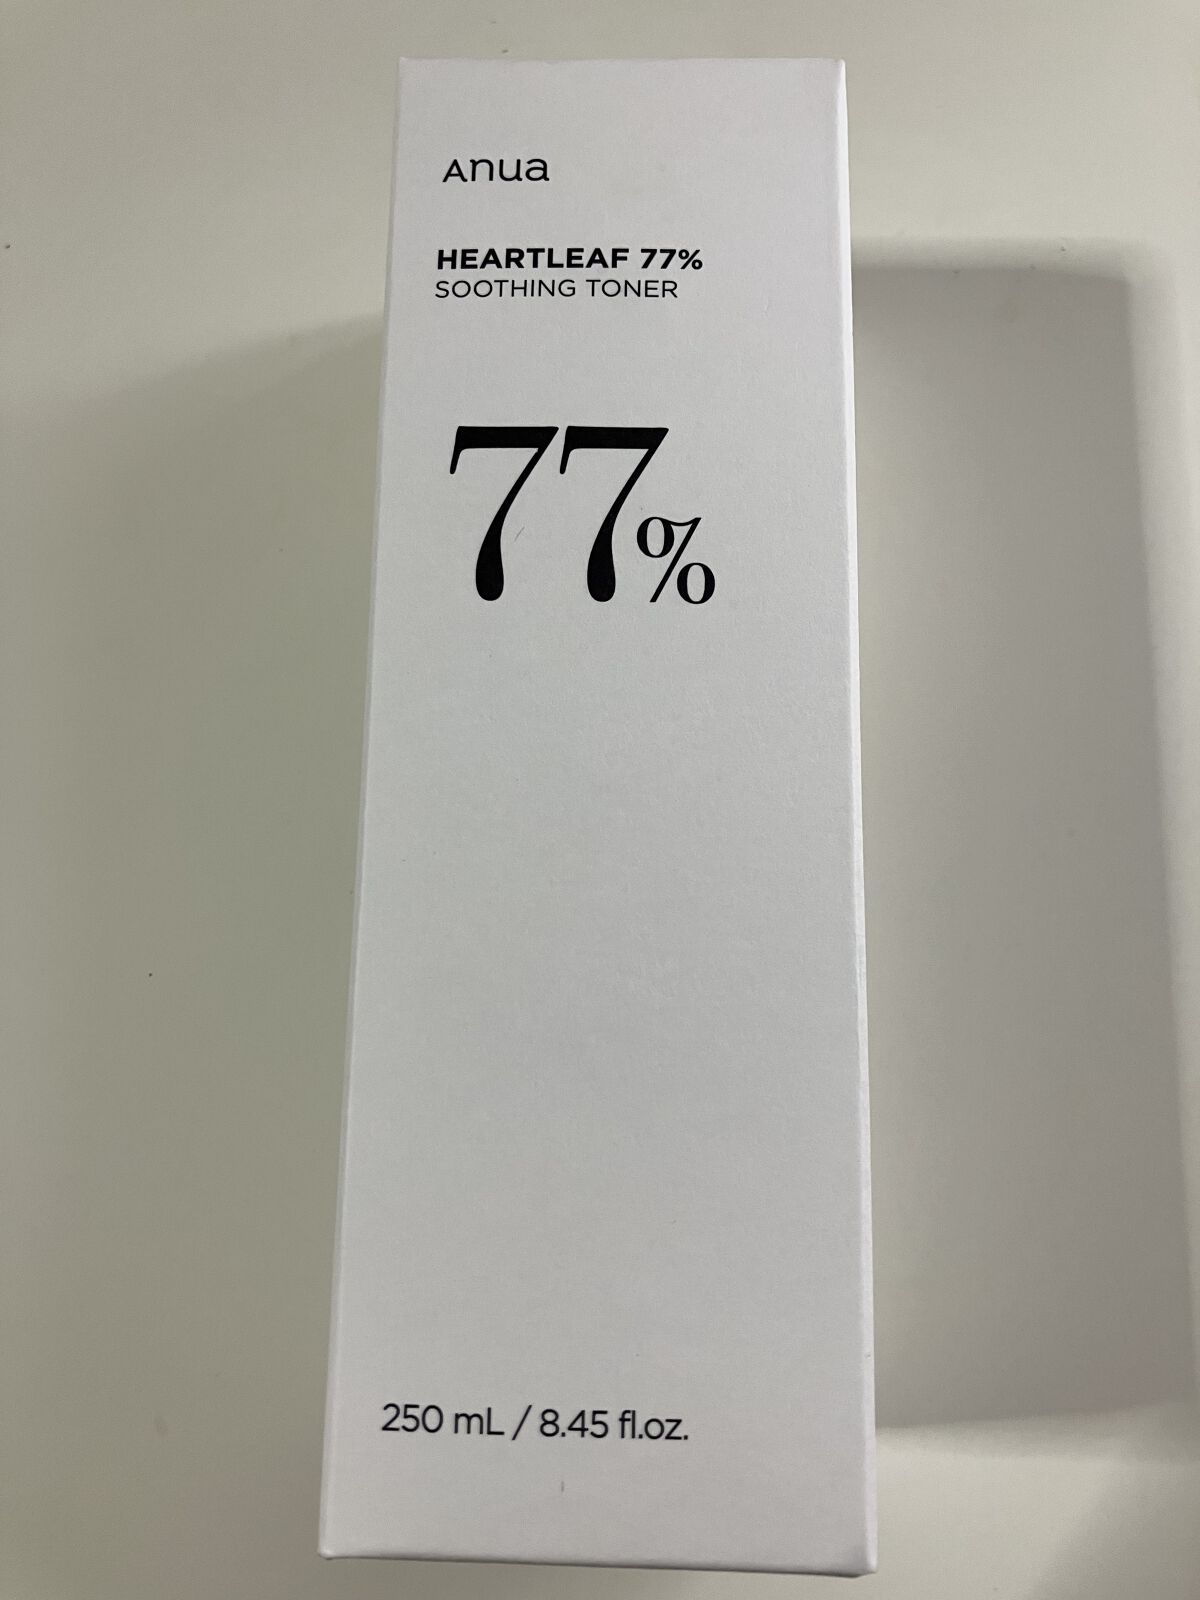 Anua
HEARTLEAF 77%
SOOTHING TONER
77%
250 mL / 8.45 fl.oz.